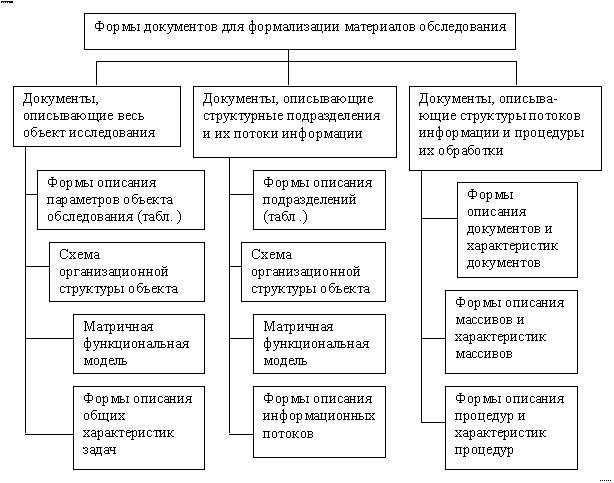 Формы документов для формализации материалов обследования
Документы,
описывающие весь
объект исследования
Формы описания
параметров объекта
обследования (табл. )
Схема
организационной
структуры объекта
Матричная
функциональная
модель
Формы описания
общих
характеристик
задач
Документы, описывающие
структурные подразделения
и их потоки информации
Формы описания
подразделений
(табл .)
Схема
организационной
структуры объекта
Матричная
функциональная
модель
Формы описания
информационных
потоков
Документы, описыва-
ющие структуры потоков
информации и процедуры
их обработки
Формы
описания
документов и
характеристик
документов
Формы описания
массивов и
характеристик
массивов
Формы описания
процедур и
характеристик
процедур